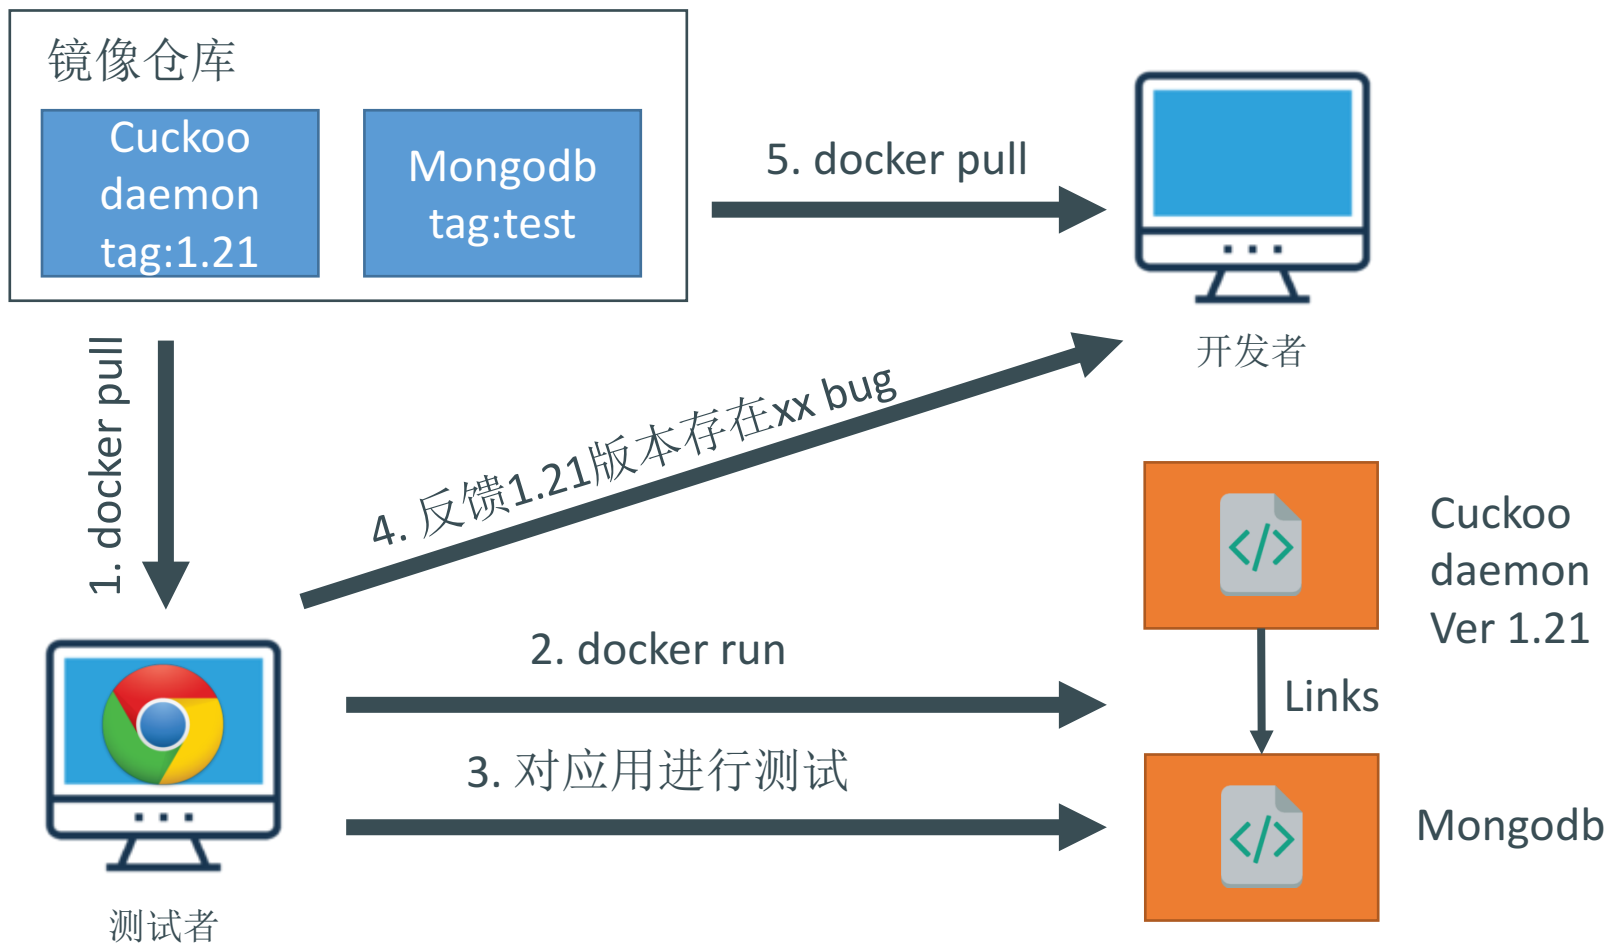 镜像仓库
Cuckoo
daemon
tag:1.21
Mongodb
tag:test
5. docker pull
开发者
1. docker pull
4. 反馈1.21版本存在xx bug
Cuckoo
daemon
Ver 1.21
2. docker run
Links
3. 对应用进行测试
Mongodb
测试者